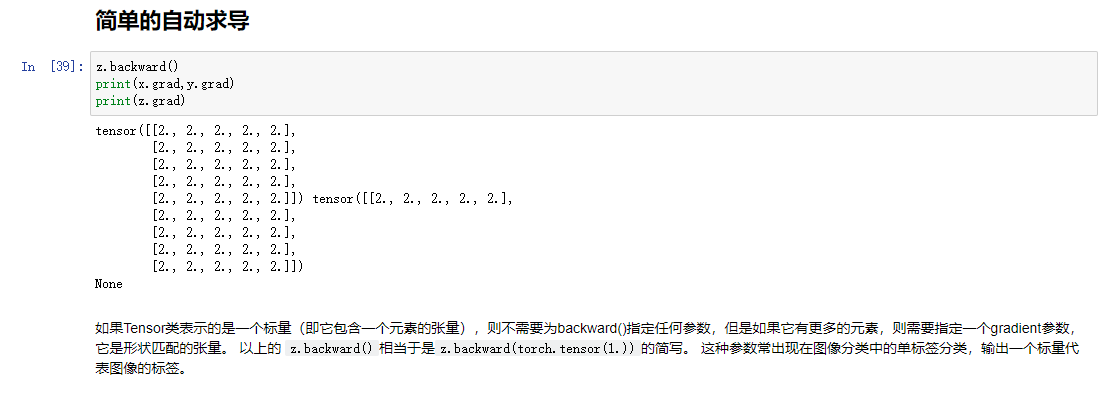 简单的自动求导
In [39]:
z.backward()
print(x.grad,y.grad)
print(z.grad)
tensor([[2., 2., 2., 2., 2.],
        [2., 2., 2., 2., 2.],
        [2., 2., 2., 2., 2.],
        [2., 2., 2., 2., 2.],
        [2., 2., 2., 2., 2.]]) tensor([[2., 2., 2., 2., 2.],
        [2., 2., 2., 2., 2.],
        [2., 2., 2., 2., 2.],
        [2., 2., 2., 2., 2.],
        [2., 2., 2., 2., 2.]])
None
如果Tensor类表示的是一个标量（即它包含一个元素的张量），则不需要为backward()指定任何参数，但是如果它有更多的元素，则需要指定一个gradient参数，
它是形状匹配的张量。 以上的 z.backward() 相当于是 z.backward(torch.tensor(1.)) 的简写。 这种参数常出现在图像分类中的单标签分类，输出一个标量代
表图像的标签。